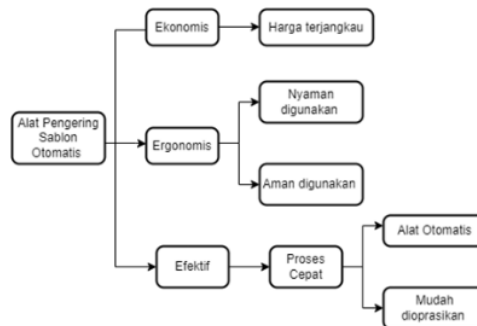 Ekonomis
Harga terjangkau
Alat Pengering
Sablon
Otomatis
Ergonomis
Nyaman
digunakan
Aman digunakan
Efektif
Proses
Cepat
Alat Otomatis
Mudah
dioprasikan